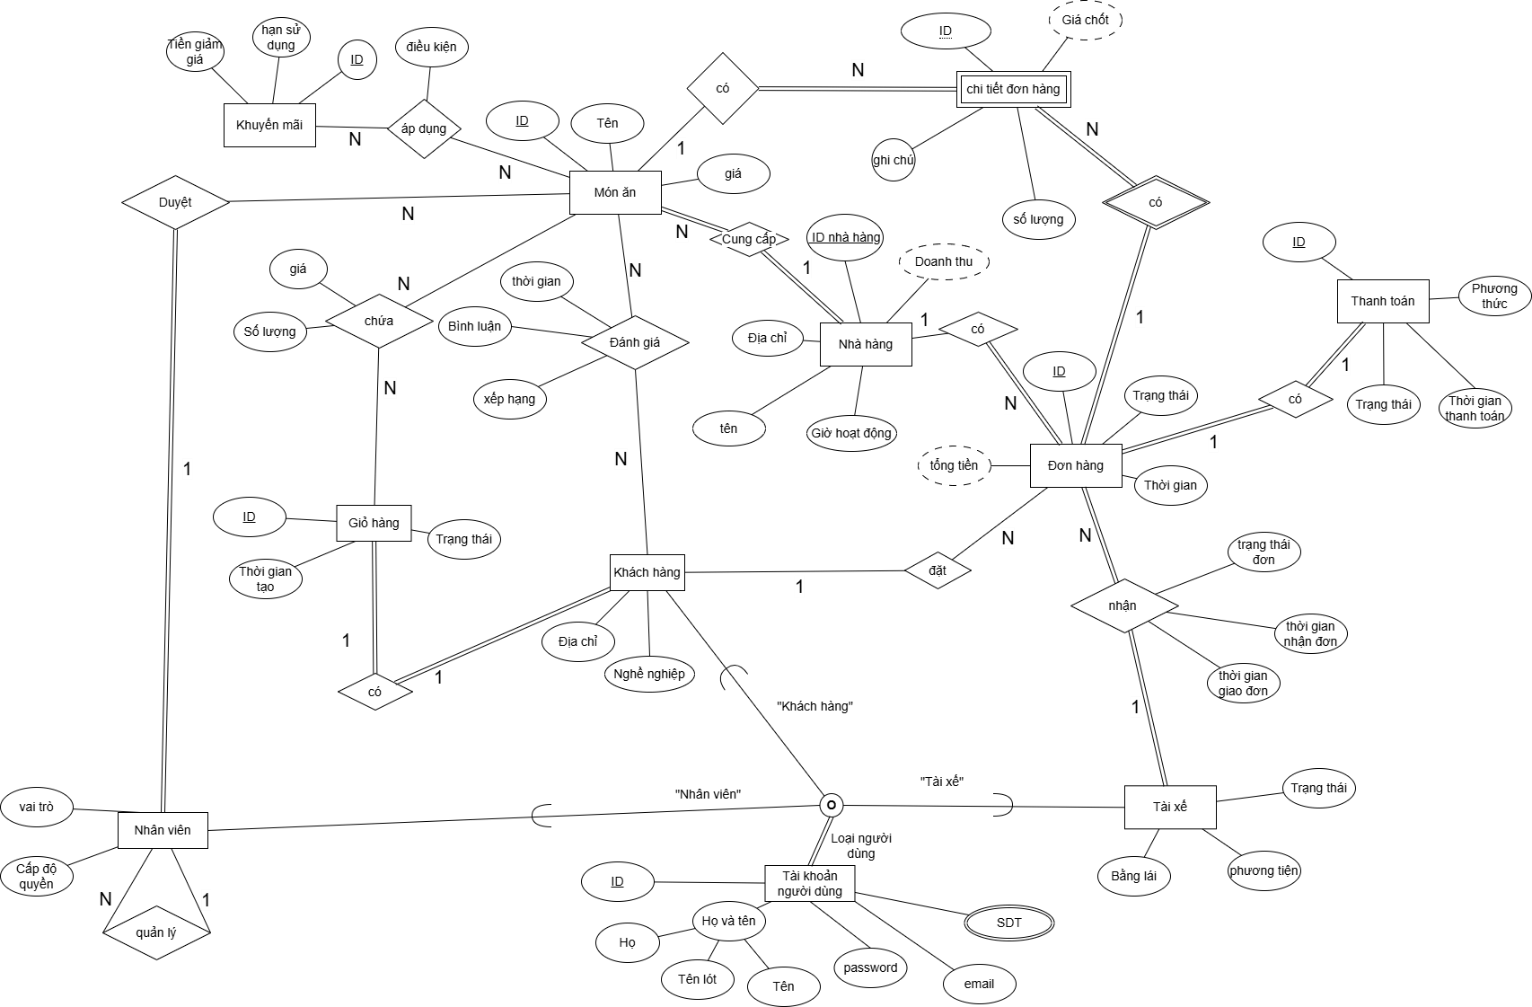 Giá chốt
ID
hạn sử
dụng
Tiền giảm
giá
ID
điều kiện
N
có
chi tiết đơn hàng
Khuyến mãi
áp dụng
N
ID
Tên
1
N
ghi chú
N
giá
Món ăn
Duyệt
N
N
Cung cấp
ID nhà hàng
số lượng
có
ID
Doanh thu
giá
N
N
thời gian
1
Thanh toán
Phương
thức
Số lượng
chứa
Bình luận
Đánh giá
Địa chỉ
Nhà hàng
1
có
1
ID
1
N
xếp hạng
tên
Giờ hoạt động
N
Trạng thái
có
Trạng thái
Thời gian
thanh toán
1
N
1
tổng tiền
Đơn hàng
Thời gian
ID
Giỏ hàng
Trạng thái
N
N
Thời gian
tạo
Khách hàng
đặt
1
trạng thái
đơn
nhận
1
Địa chỉ
thời gian
nhận đơn
có
1
Nghề nghiệp
thời gian
giao đơn
"Khách hàng"
1
vai trò
"Nhân viên"
"Tài xế"
Trạng thái
Nhân viên
O
Tài xế
Loại người
dùng
Cấp độ
quyền
ID
Tài khoản
người dùng
Bằng lái
phương tiện
N
1
quản lý
Họ và tên
SDT
Họ
Tên lót
Tên
password
email